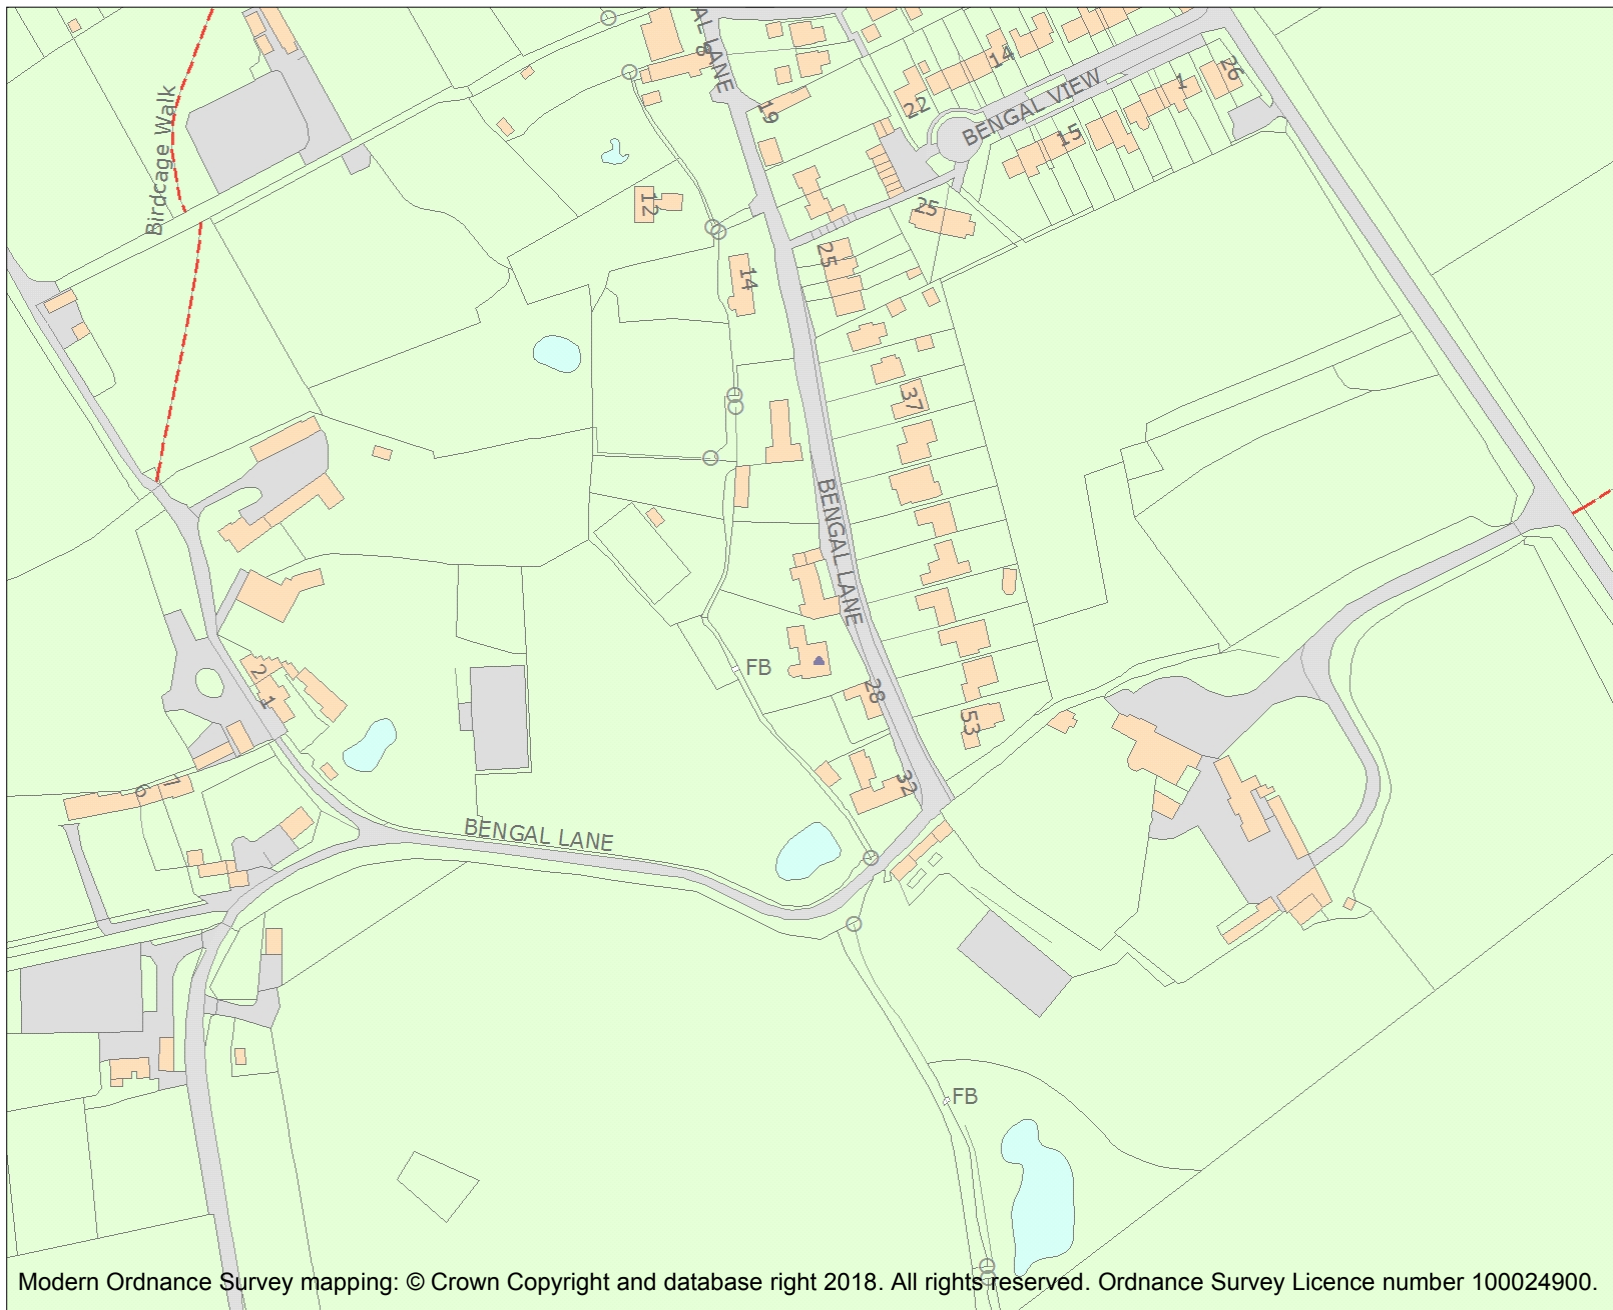 AL LANE
8
14
1
26
22
BENGAL VIEW
19
15
Birdcage Walk
12
25
25
14
37
BENGAL LANE
FB
2
1
28
53
32
6
7
BENGAL LANE
FB
Modern Ordnance Survey mapping: © Crown Copyright and database right 2018. All rights reserved. Ordnance Survey Licence number 100024900.